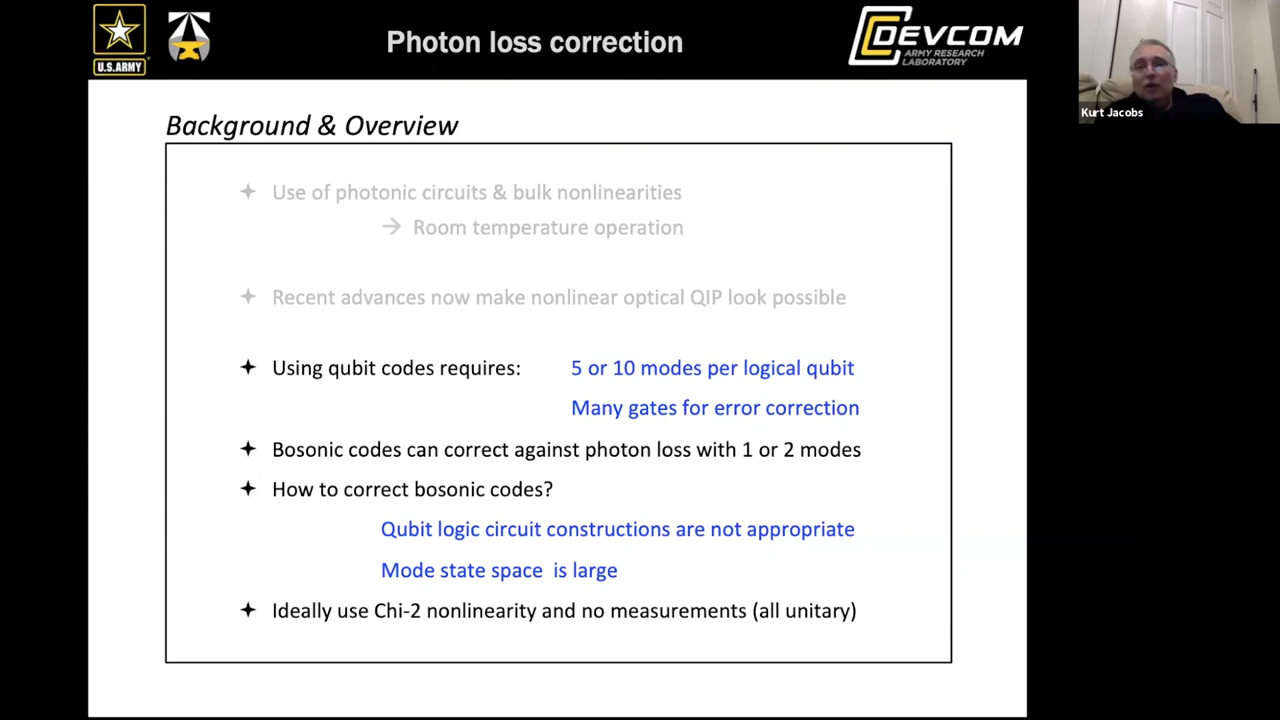 U.S. ARMY
Photon loss correction
DEVCOM
ARMY RESEARCH
LABORATORY
Kurt Jacobs
Background & Overview
Use of photonic circuits & bulk nonlinearities
→ Room temperature operation
Recent advances now make nonlinear optical QIP look possible
Using qubit codes requires: 5 or 10 modes per logical qubit
Many gates for error correction
Bosonic codes can correct against photon loss with 1 or 2 modes
How to correct bosonic codes?
Qubit logic circuit constructions are not appropriate
Mode state space is large
Ideally use Chi-2 nonlinearity and no measurements (all unitary)